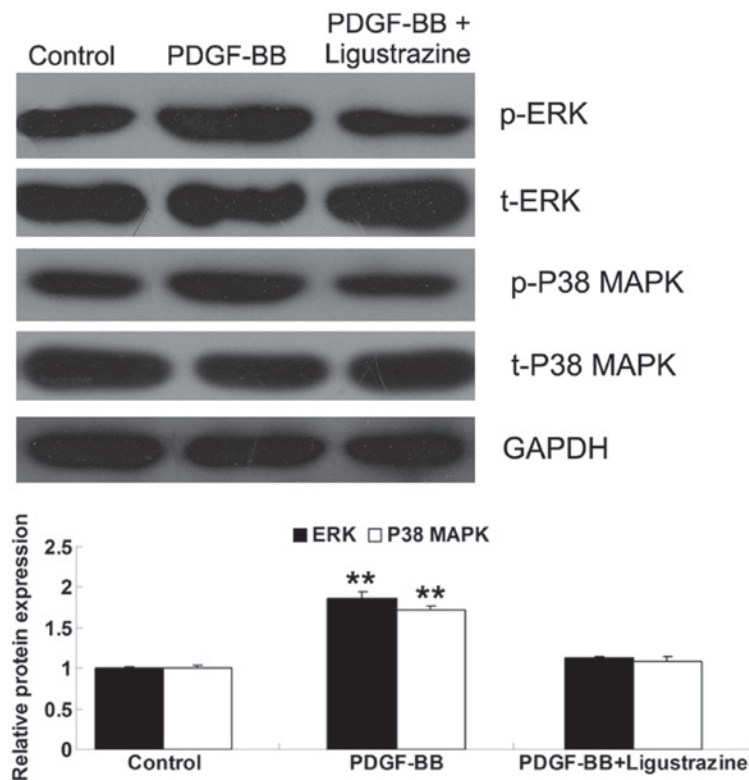 Control PDGF-BB PDGF-BB +
Ligustrazine
p-ERK
t-ERK
p-P38 MAPK
t-P38 MAPK
GAPDH
Relative protein expression
ERK P38 MAPK
2.5
2
1.5
1
0.5
0
** **
Control PDGF-BB PDGF-BB+Ligustrazine